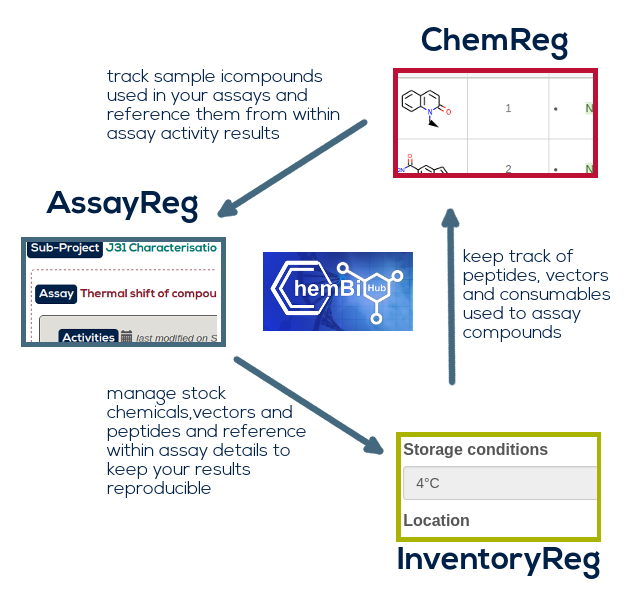 ChemReg
track sample icompounds
used in your assays and
reference them from within
assay activity results
N
O
1
•
N
O
2
•
N
AssayReg
Sub-Project J31 Characterisatio
Assay Thermal shift of compou
Activities last modified on S
hemBi Hub
keep track of
peptides, vectors
and consumables
used to assay
compounds
manage stock
chemicals,vectors and
peptides and reference
within assay details to
keep your results
reproducible
Storage conditions
4°C
Location
InventoryReg